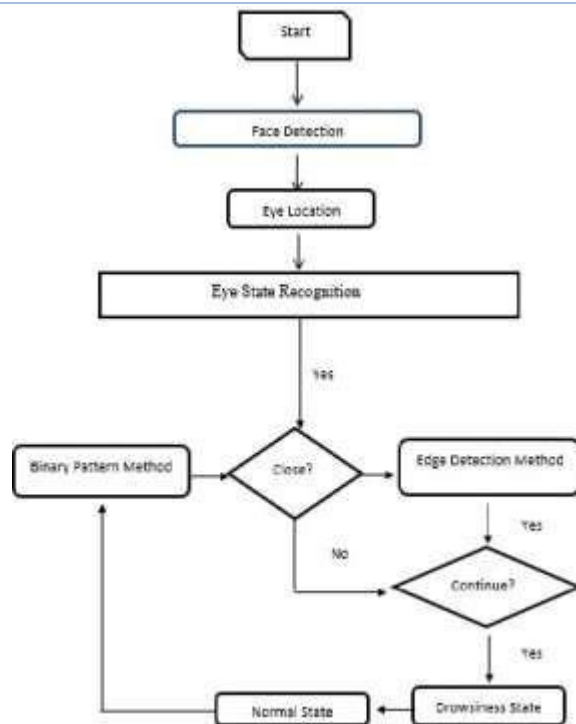 Start
Face Detection
Eye Location
Eye State Recognition
Yes
Binary Pattern Method
Close?
Edge Detection Method
No
Yes
Continue?
Yes
Normal State
Drowsiness State